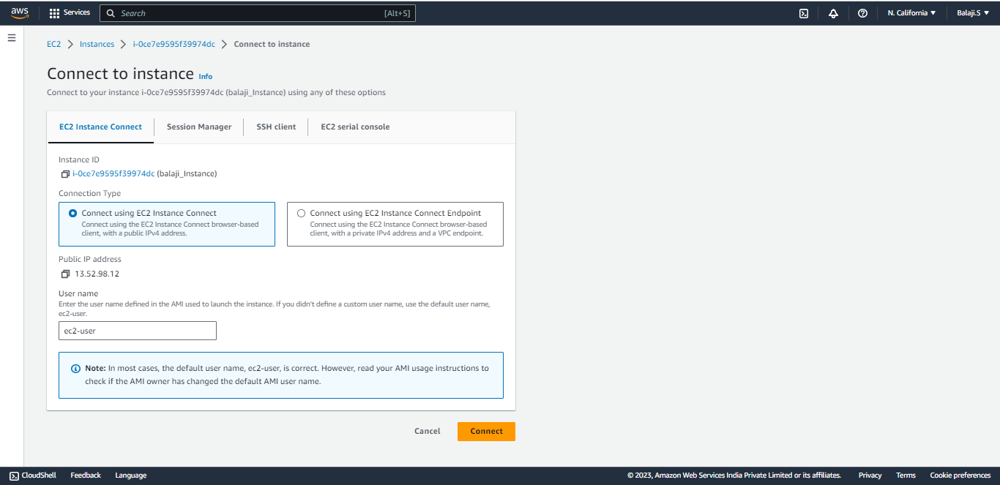 aws Services Search [Alt+S] N. California Balaji.S
EC2 Instances i-0ce7e9595f39974dc Connect to instance
Connect to instance Info
Connect to your instance i-0ce7e9595f39974dc (balaji_Instance) using any of these options
EC2 Instance Connect Session Manager SSH client EC2 serial console
Instance ID
i-0ce7e9595f39974dc (balaji_Instance)
Connection Type
Connect using EC2 Instance Connect
Connect using the EC2 Instance Connect browser-based
client, with a public IPv4 address.
Connect using EC2 Instance Connect Endpoint
Connect using the EC2 Instance Connect browser-based
client, with a private IPv4 address and a VPC endpoint.
Public IP address
13.52.98.12
User name
Enter the user name defined in the AMI used to launch the instance. If you didn't define a custom user name, use the default user name,
ec2-user.
ec2-user
Note: In most cases, the default user name, ec2-user, is correct. However, read your AMI usage instructions to
check if the AMI owner has changed the default AMI user name.
Cancel Connect
CloudShell Feedback Language © 2023, Amazon Web Services India Private Limited or its affiliates. Privacy Terms Cookie preferences